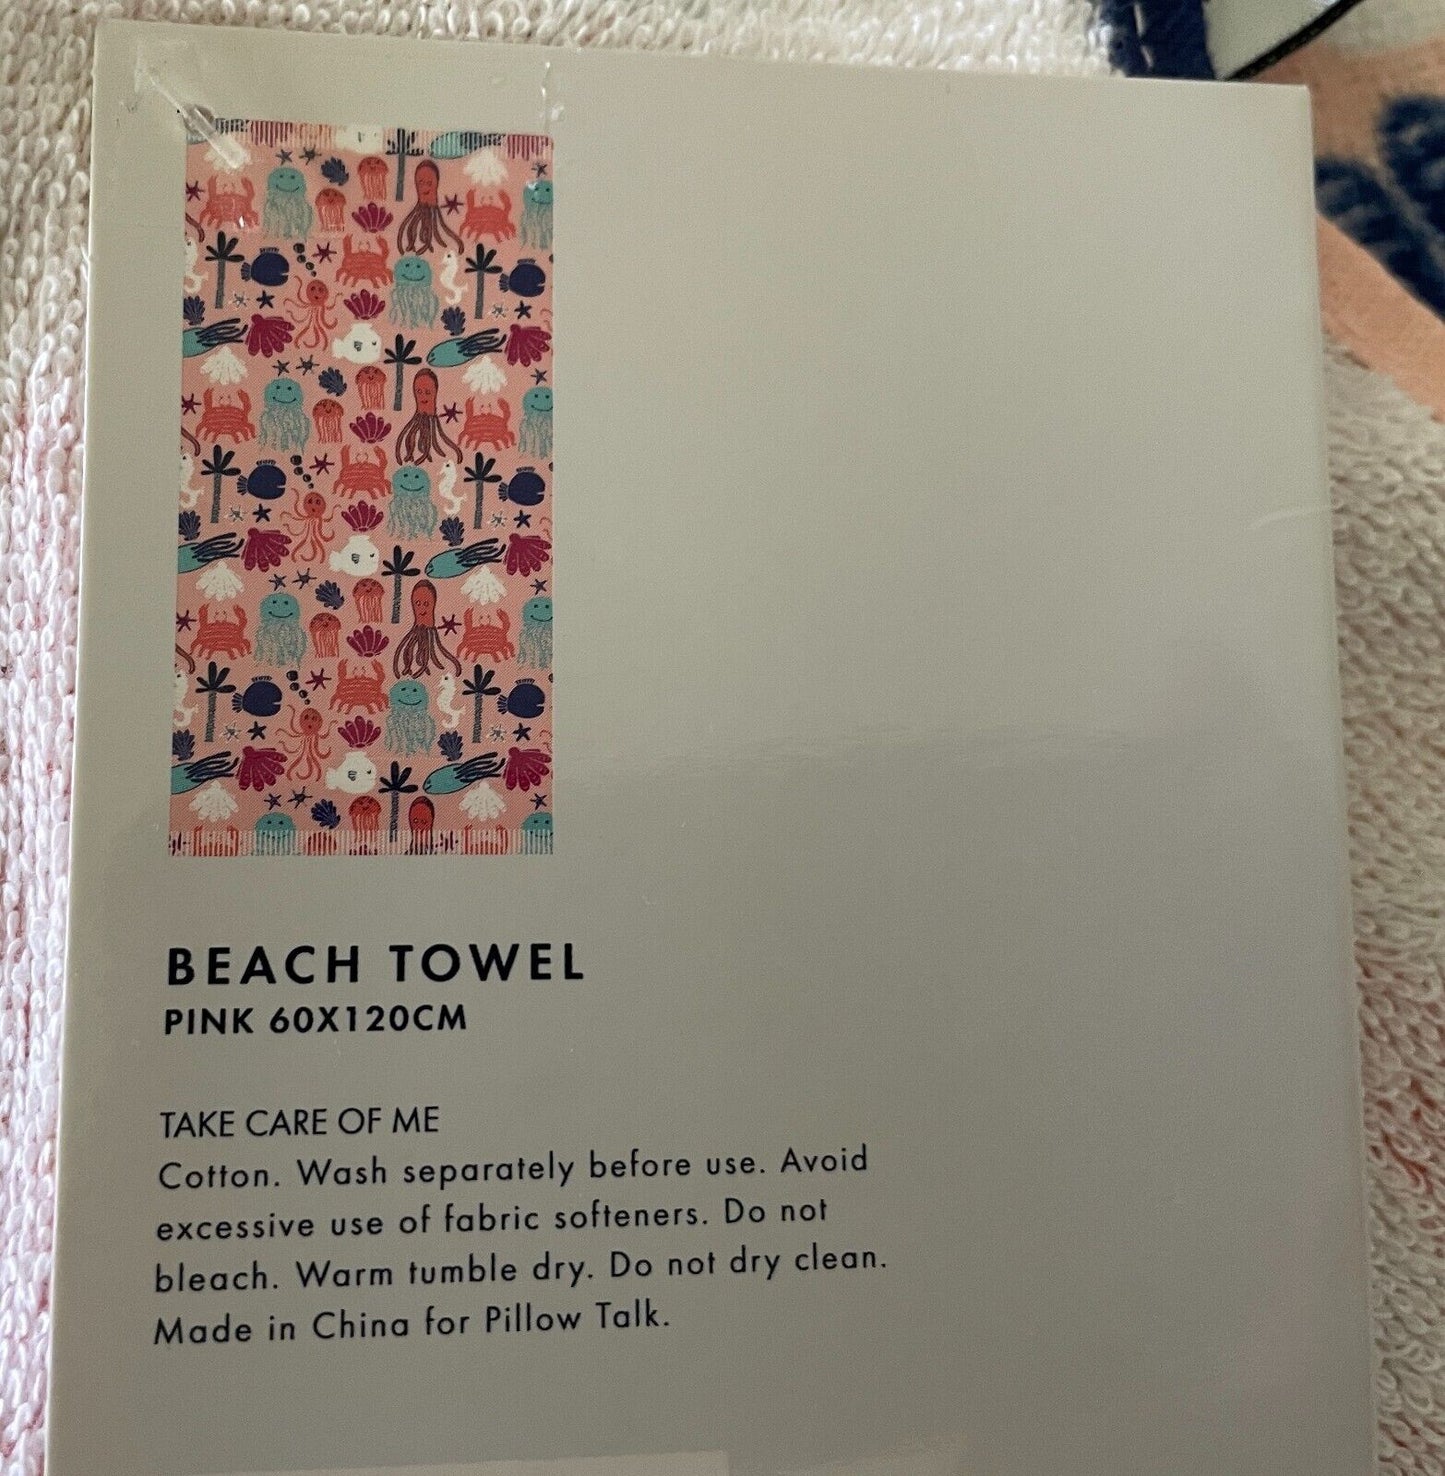 BEACH TOWEL
PINK 60X120CM
TAKE CARE OF ME
Cotton. Wash separately before use. Avoid
excessive use of fabric softeners. Do not
bleach. Warm tumble dry. Do not dry clean.
Made in China for Pillow Talk.